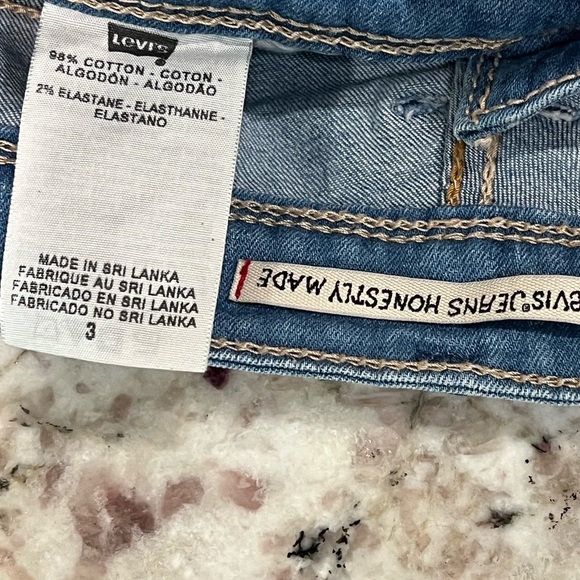 Levi's
98% COTTON - COTON -
ALGODÓN - ALGODÃO
2% ELASTANE - ELASTHANNE -
ELASTANO
MADE IN SRI LANKA
FABRIQUE AU SRI LANKA
FABRICADO EN SRI LANKA
FABRICADO NO SRI LANKA
3
JEANS HONESTLY MADE